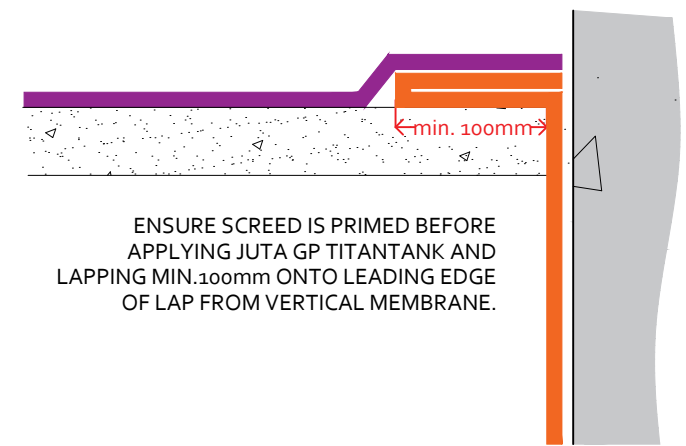 min. 100mm
ENSURE SCREED IS PRIMED BEFORE
APPLYING JUTA GP TITANTANK AND
LAPPING MIN.100mm ONTO LEADING EDGE
OF LAP FROM VERTICAL MEMBRANE.